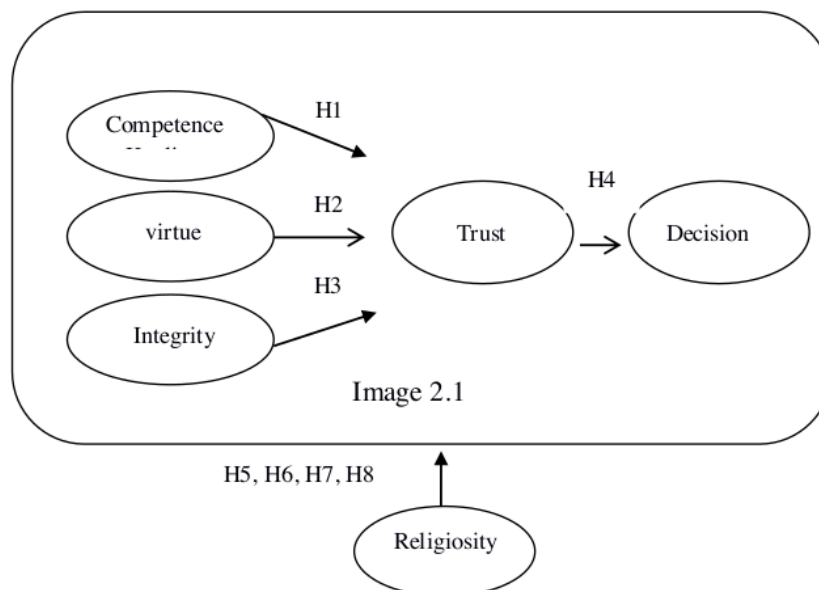 Competence
H1
virtue
H2
Integrity
H3
Trust
H4
Decision
Image 2.1
H5, H6, H7, H8
Religiosity